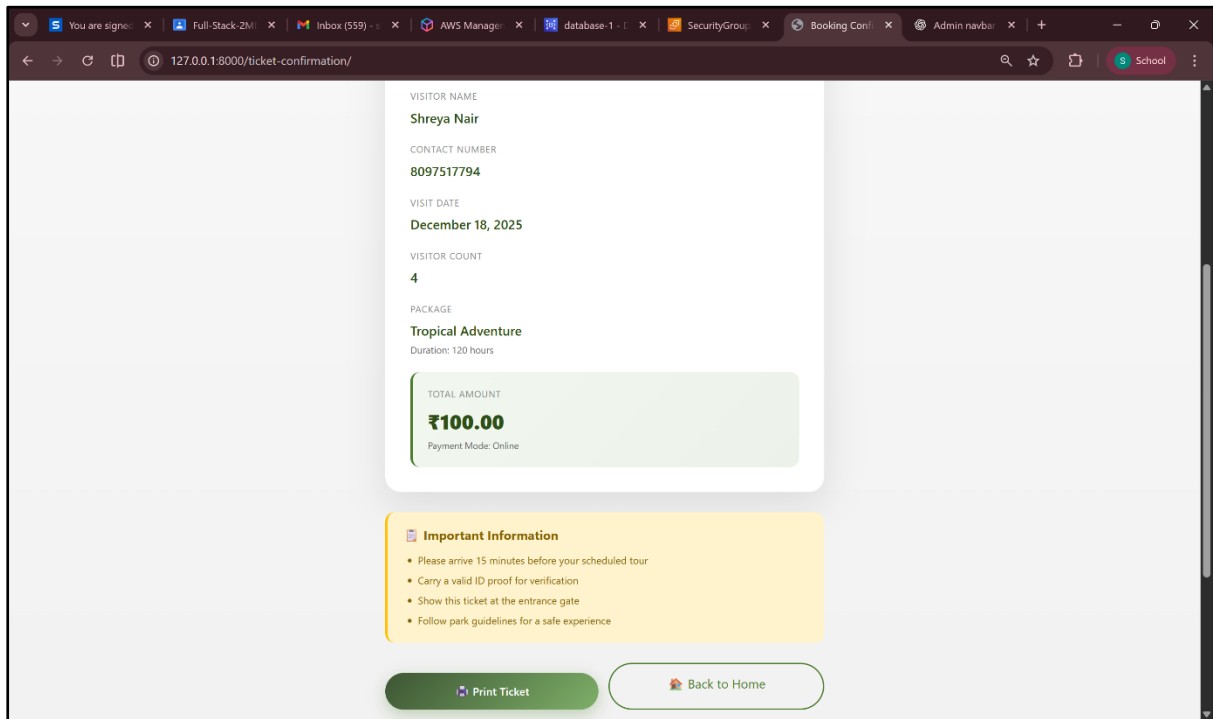 You are signed
Full-Stack-2MI
Inbox (559) - s
AWS Manager
database-1 - D
SecurityGroup
Booking Confi
Admin navbar
127.0.0.1:8000/ticket-confirmation/
S School
VISITOR NAME
Shreya Nair
CONTACT NUMBER
8097517794
VISIT DATE
December 18, 2025
VISITOR COUNT
4
PACKAGE
Tropical Adventure
Duration: 120 hours
TOTAL AMOUNT
₹100.00
Payment Mode: Online
Important Information
• Please arrive 15 minutes before your scheduled tour
• Carry a valid ID proof for verification
• Show this ticket at the entrance gate
• Follow park guidelines for a safe experience
Print Ticket
Back to Home